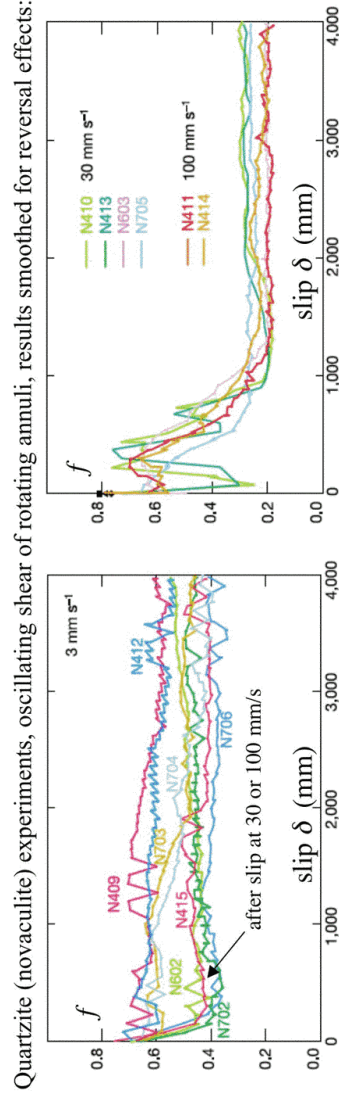 Quartzite (novaculite) experiments, oscillating shear of rotating annuli, results smoothed for reversal effects:
f
3 mm s⁻¹
0.8
0.6
0.4
0.2
0.0
N409
N412
N703
N704
N415
N602
N702
N706
after slip at 30 or 100 mm/s
0
1,000
2,000
3,000
4,000
slip δ (mm)
f
0.8
0.6
0.4
0.2
0.0
N410
N413
N603
N705
30 mm s⁻¹
N411
N414
100 mm s⁻¹
0
1,000
2,000
3,000
4,000
slip δ (mm)